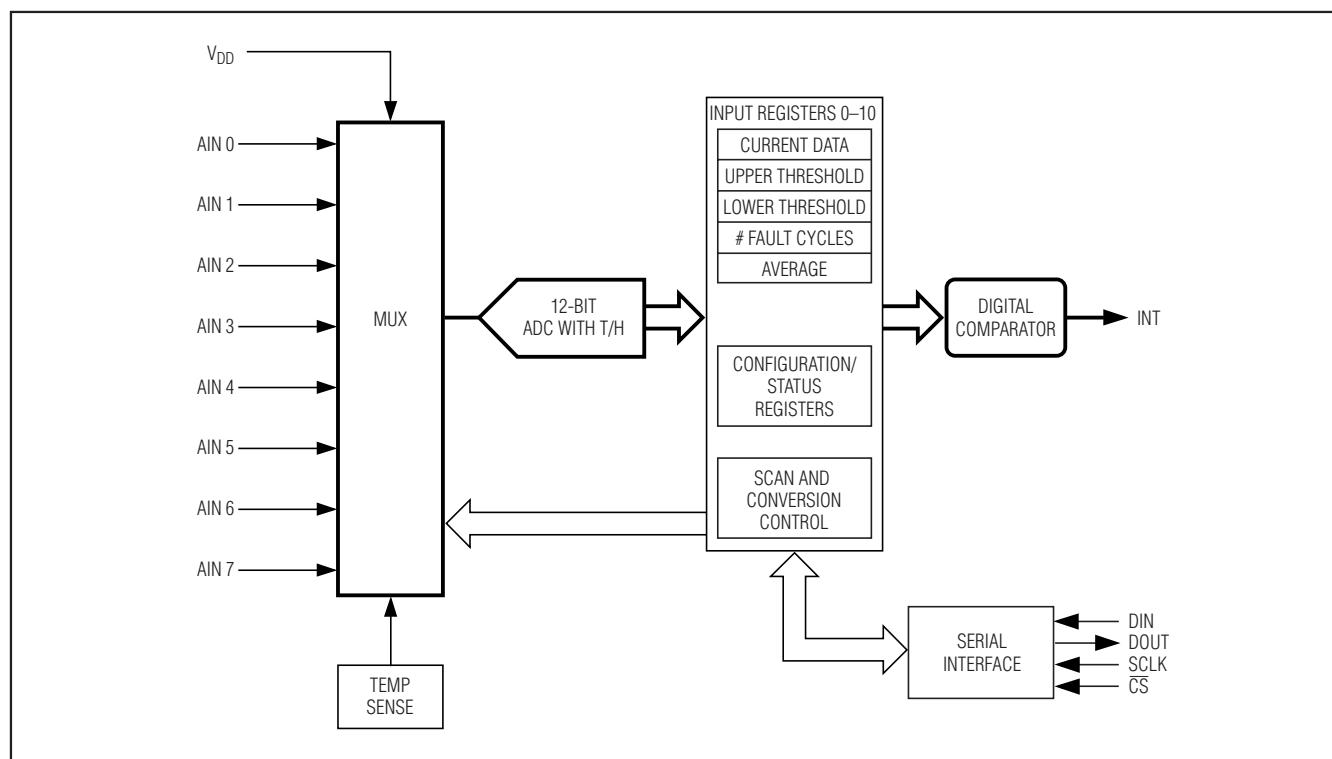 VDD
AIN 0
AIN 1
AIN 2
AIN 3
AIN 4
AIN 5
AIN 6
AIN 7
MUX
TEMP
SENSE
12-BIT
ADC WITH T/H
INPUT REGISTERS 0–10
CURRENT DATA
UPPER THRESHOLD
LOWER THRESHOLD
# FAULT CYCLES
AVERAGE
CONFIGURATION/
STATUS
REGISTERS
SCAN AND
CONVERSION
CONTROL
DIGITAL
COMPARATOR
INT
SERIAL
INTERFACE
DIN
DOUT
SCLK
C̅S̅